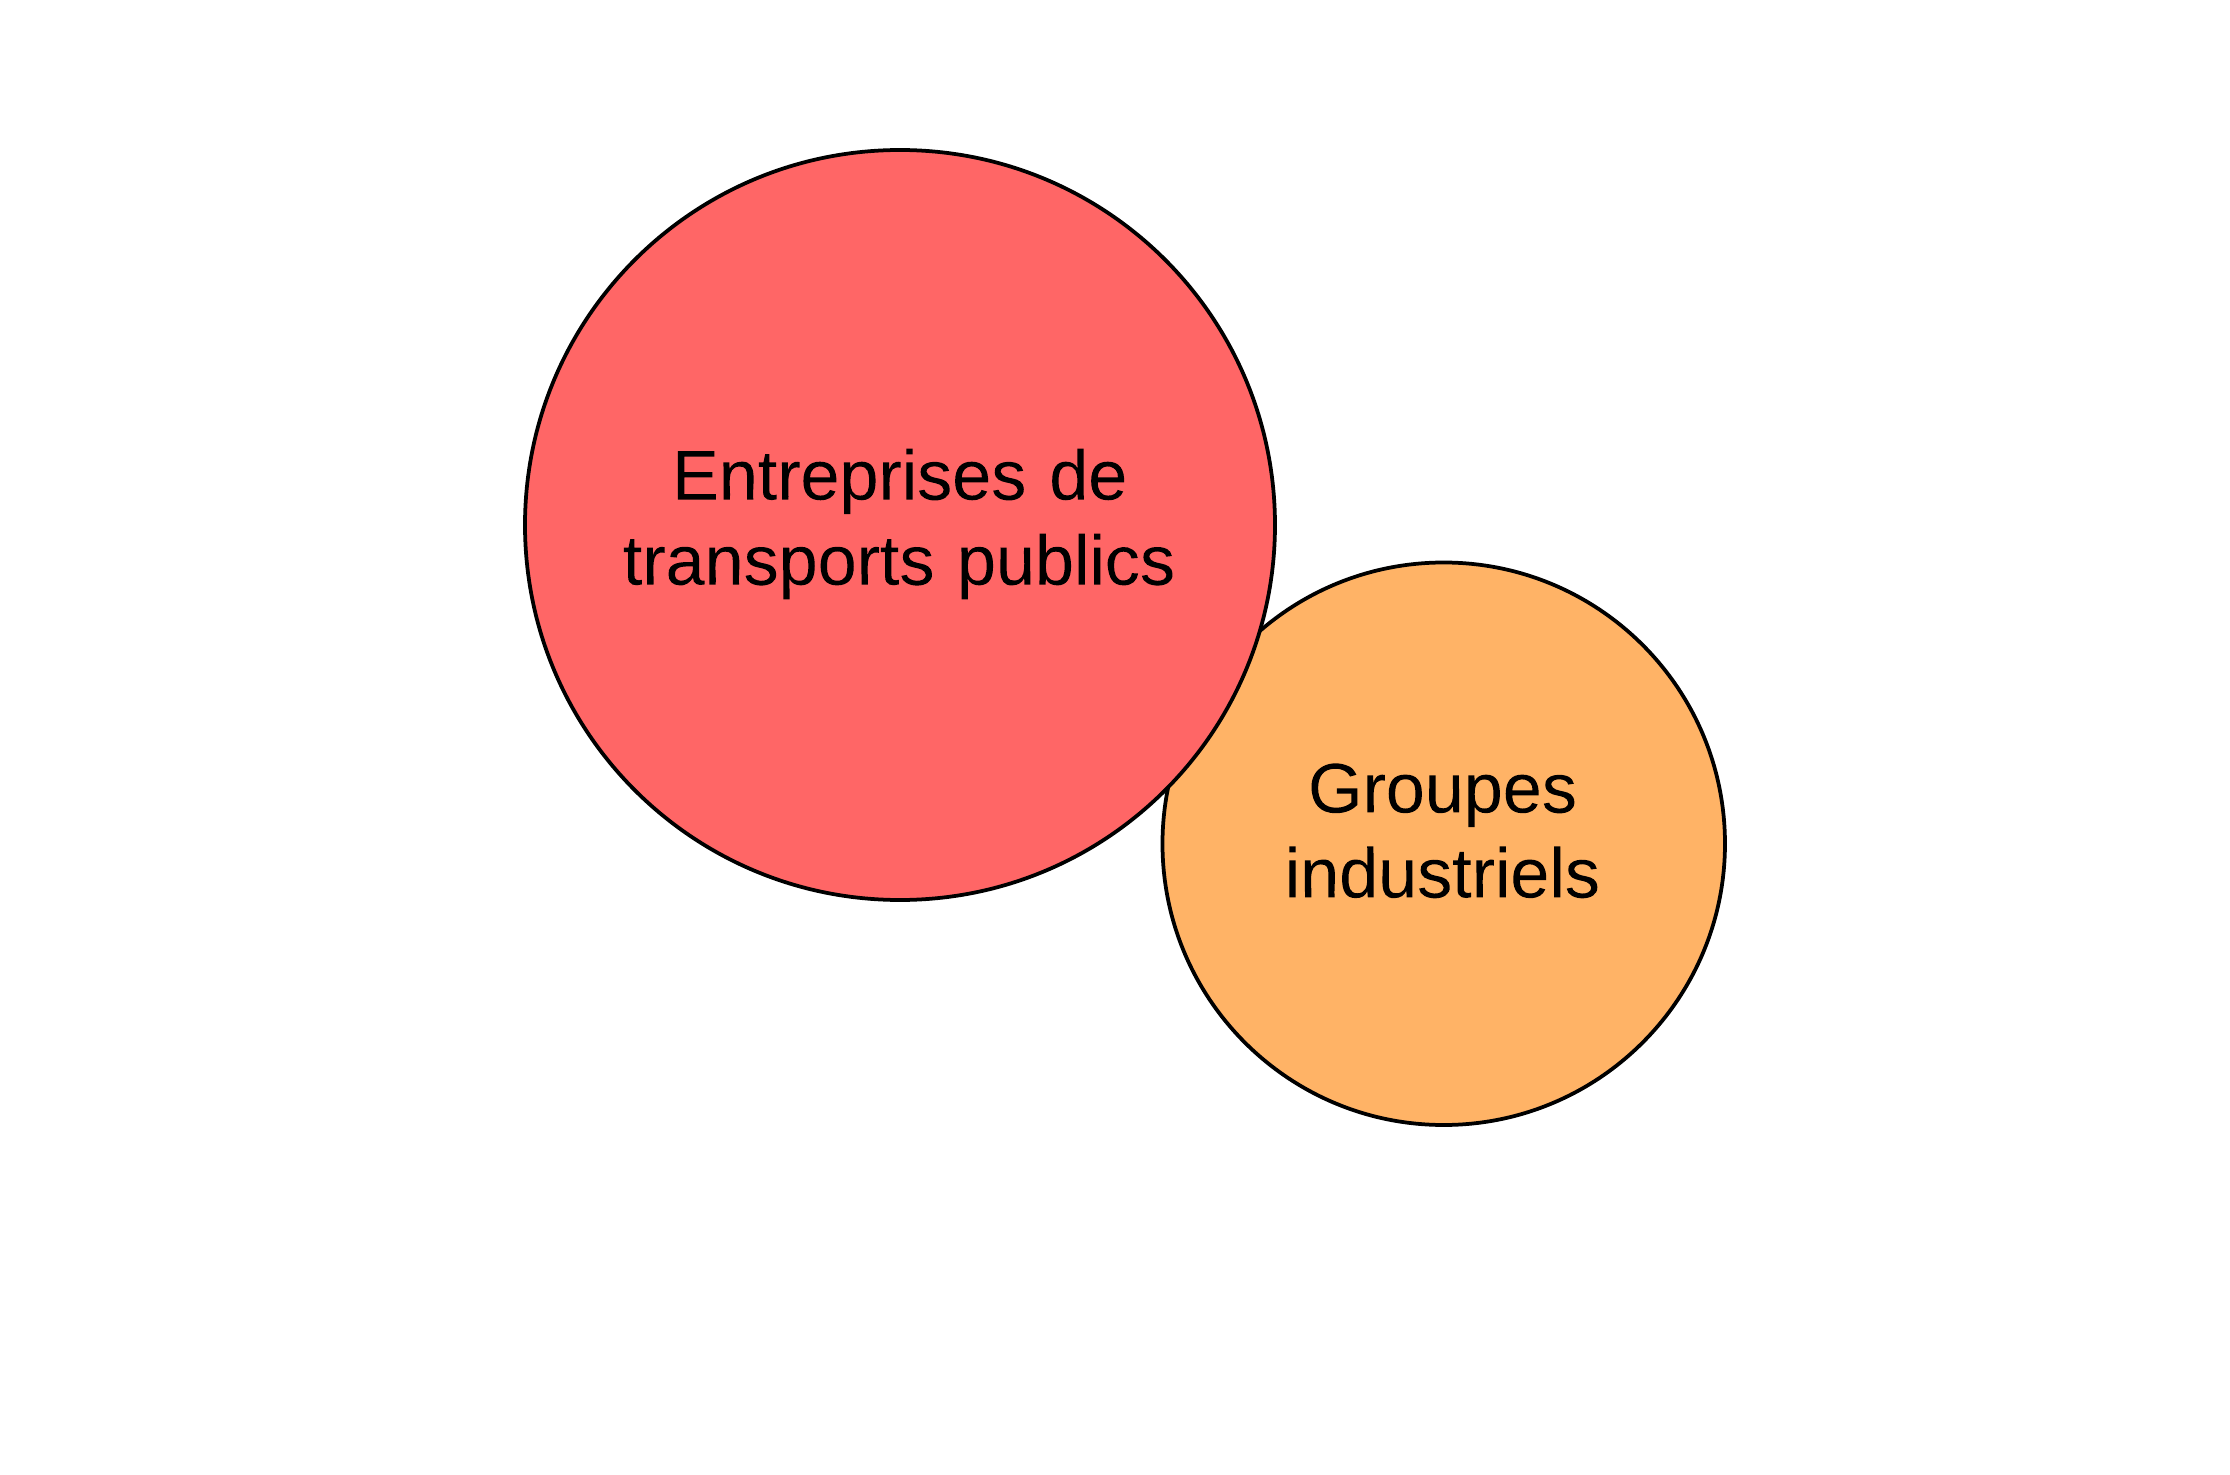 Entreprises de
transports publics
Groupes
industriels